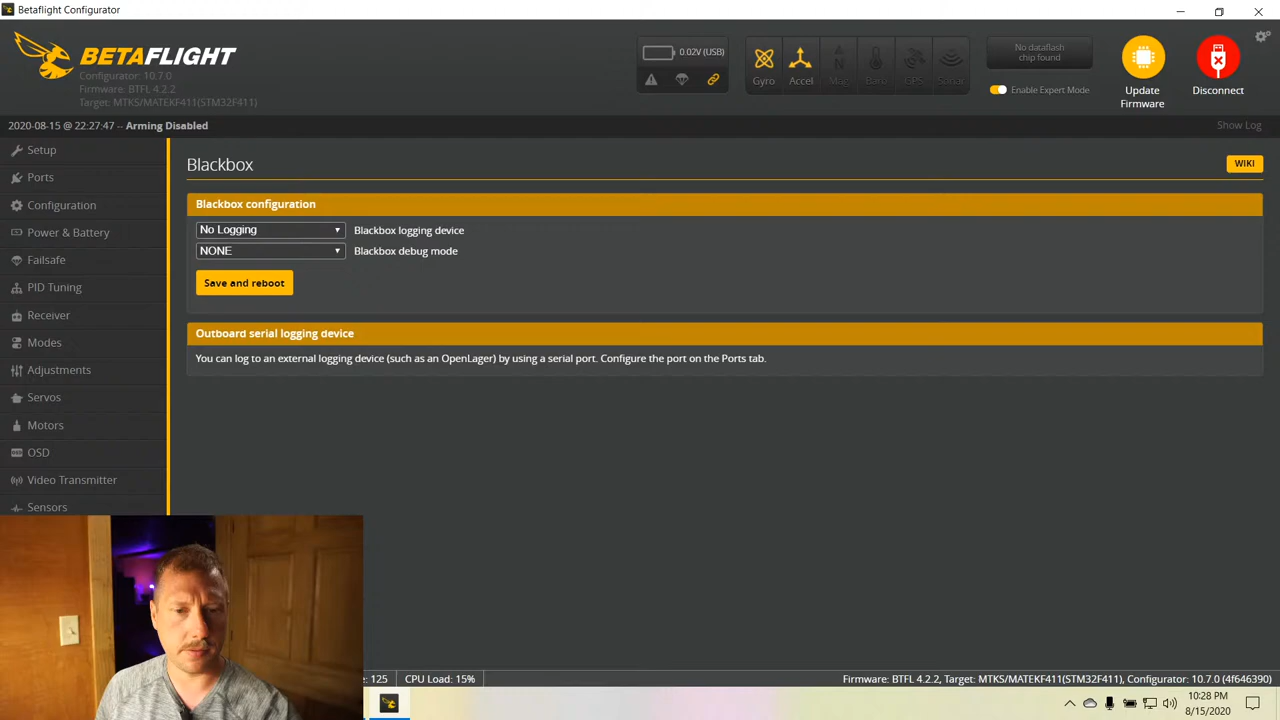 Betaflight Configurator
BETAFLIGHT
Configurator: 10.7.0
Firmware: BTFL 4.2.2
Target: MTKS/MATEKF411(STM32F411)
0.02V (USB)
Gyro
Accel
Mag
Baro
GPS
Sonar
No dataflash
chip found
Enable Expert Mode
Update
Firmware
Disconnect
2020-08-15 @ 22:27:47 -- Arming Disabled
Show Log
Setup
Ports
Configuration
Power & Battery
Failsafe
PID Tuning
Receiver
Modes
Adjustments
Servos
Motors
OSD
Video Transmitter
Sensors
Blackbox
WIKI
Blackbox configuration
No Logging
Blackbox logging device
NONE
Blackbox debug mode
Save and reboot
Outboard serial logging device
You can log to an external logging device (such as an OpenLager) by using a serial port. Configure the port on the Ports tab.
: 125
CPU Load: 15%
Firmware: BTFL 4.2.2, Target: MTKS/MATEKF411(STM32F411), Configurator: 10.7.0 (4f646390)
10:28 PM
8/15/2020